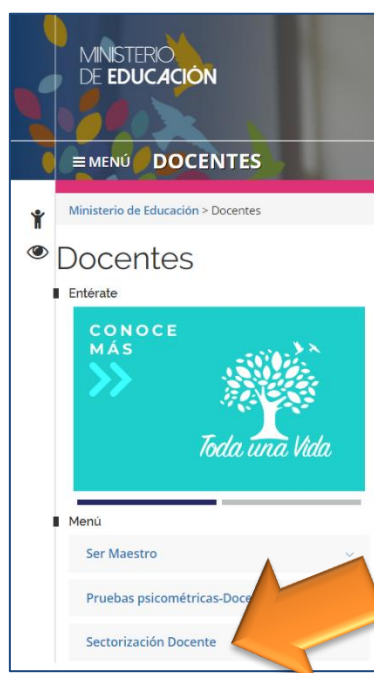 MINISTERIO
DE EDUCACIÓN
MENÚ DOCENTES
Ministerio de Educación > Docentes
Docentes
Entérate
CONOCE
MÁS
Toda una Vida
Menú
Ser Maestro
Pruebas psicométricas-
Sectorización Docente